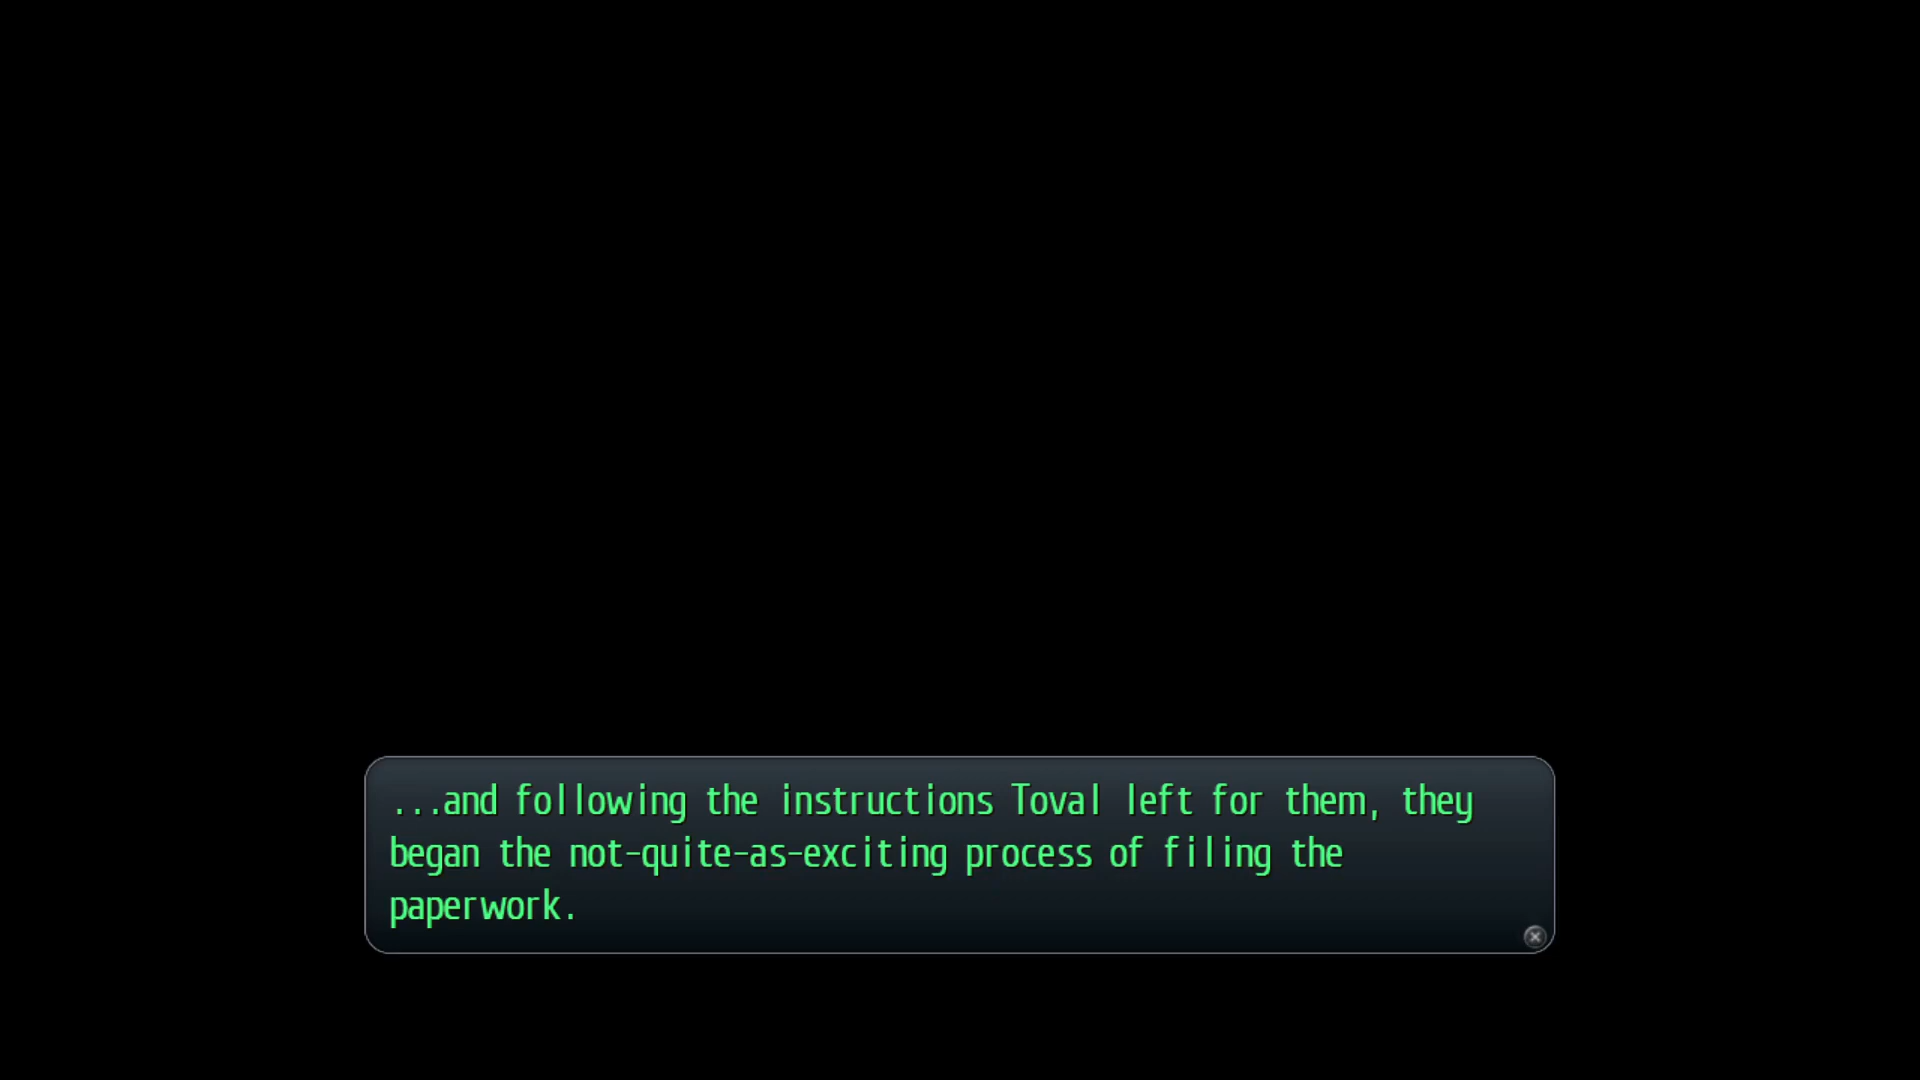 ...and following the instructions Toval left for them, they
began the not-quite-as-exciting process of filing the
paperwork.